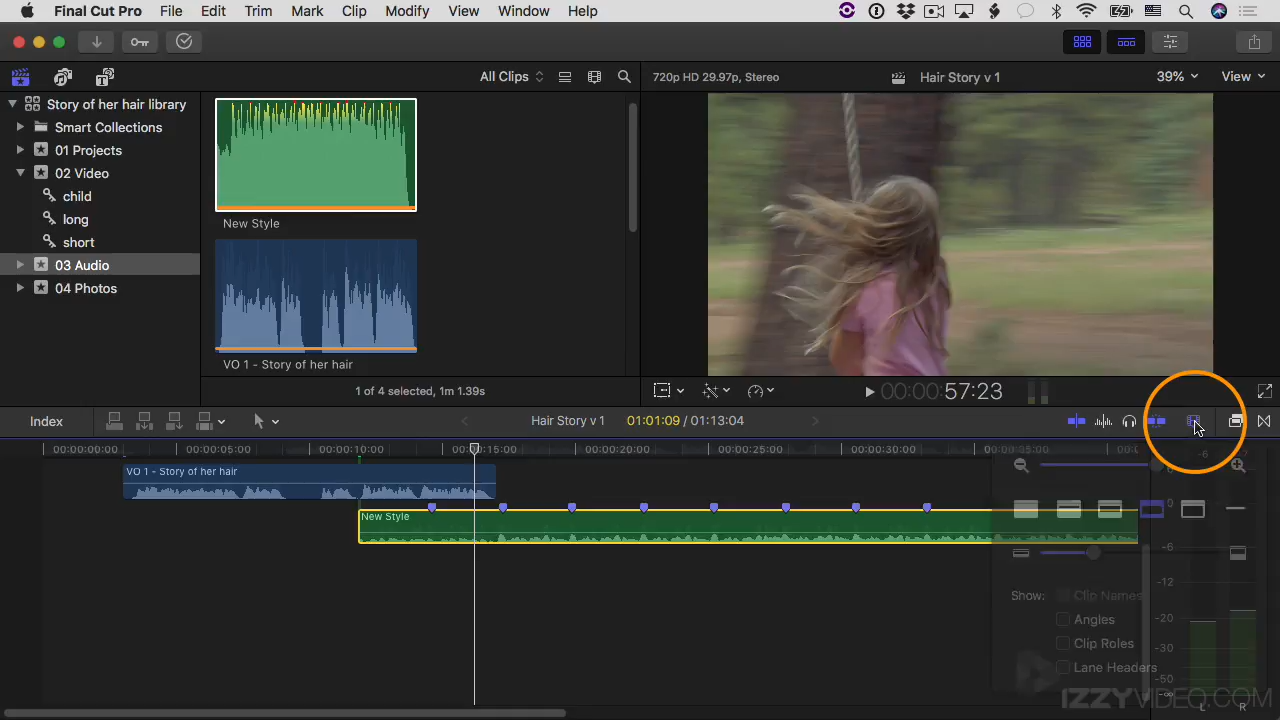 Final Cut Pro File Edit Trim Mark Clip Modify View Window Help
All Clips
720p HD 29.97p, Stereo
Hair Story v 1
39%
View
Story of her hair library
Smart Collections
01 Projects
02 Video
child
long
short
03 Audio
04 Photos
New Style
VO 1 - Story of her hair
1 of 4 selected, 1m 1.39s
00:00:57:23
Index
Hair Story v 1
01:01:09 / 01:13:04
00:00:00:00 00:00:05:00 00:00:10:00 00:00:15:00 00:00:20:00 00:00:25:00 00:00:30:00
VO 1 - Story of her hair
New Style
Show:
Clip Names
Angles
Clip Roles
Lane Headers
-6
-6
-12
-20
-30
-50
-∞
L R
IZZYVIDEO.COM